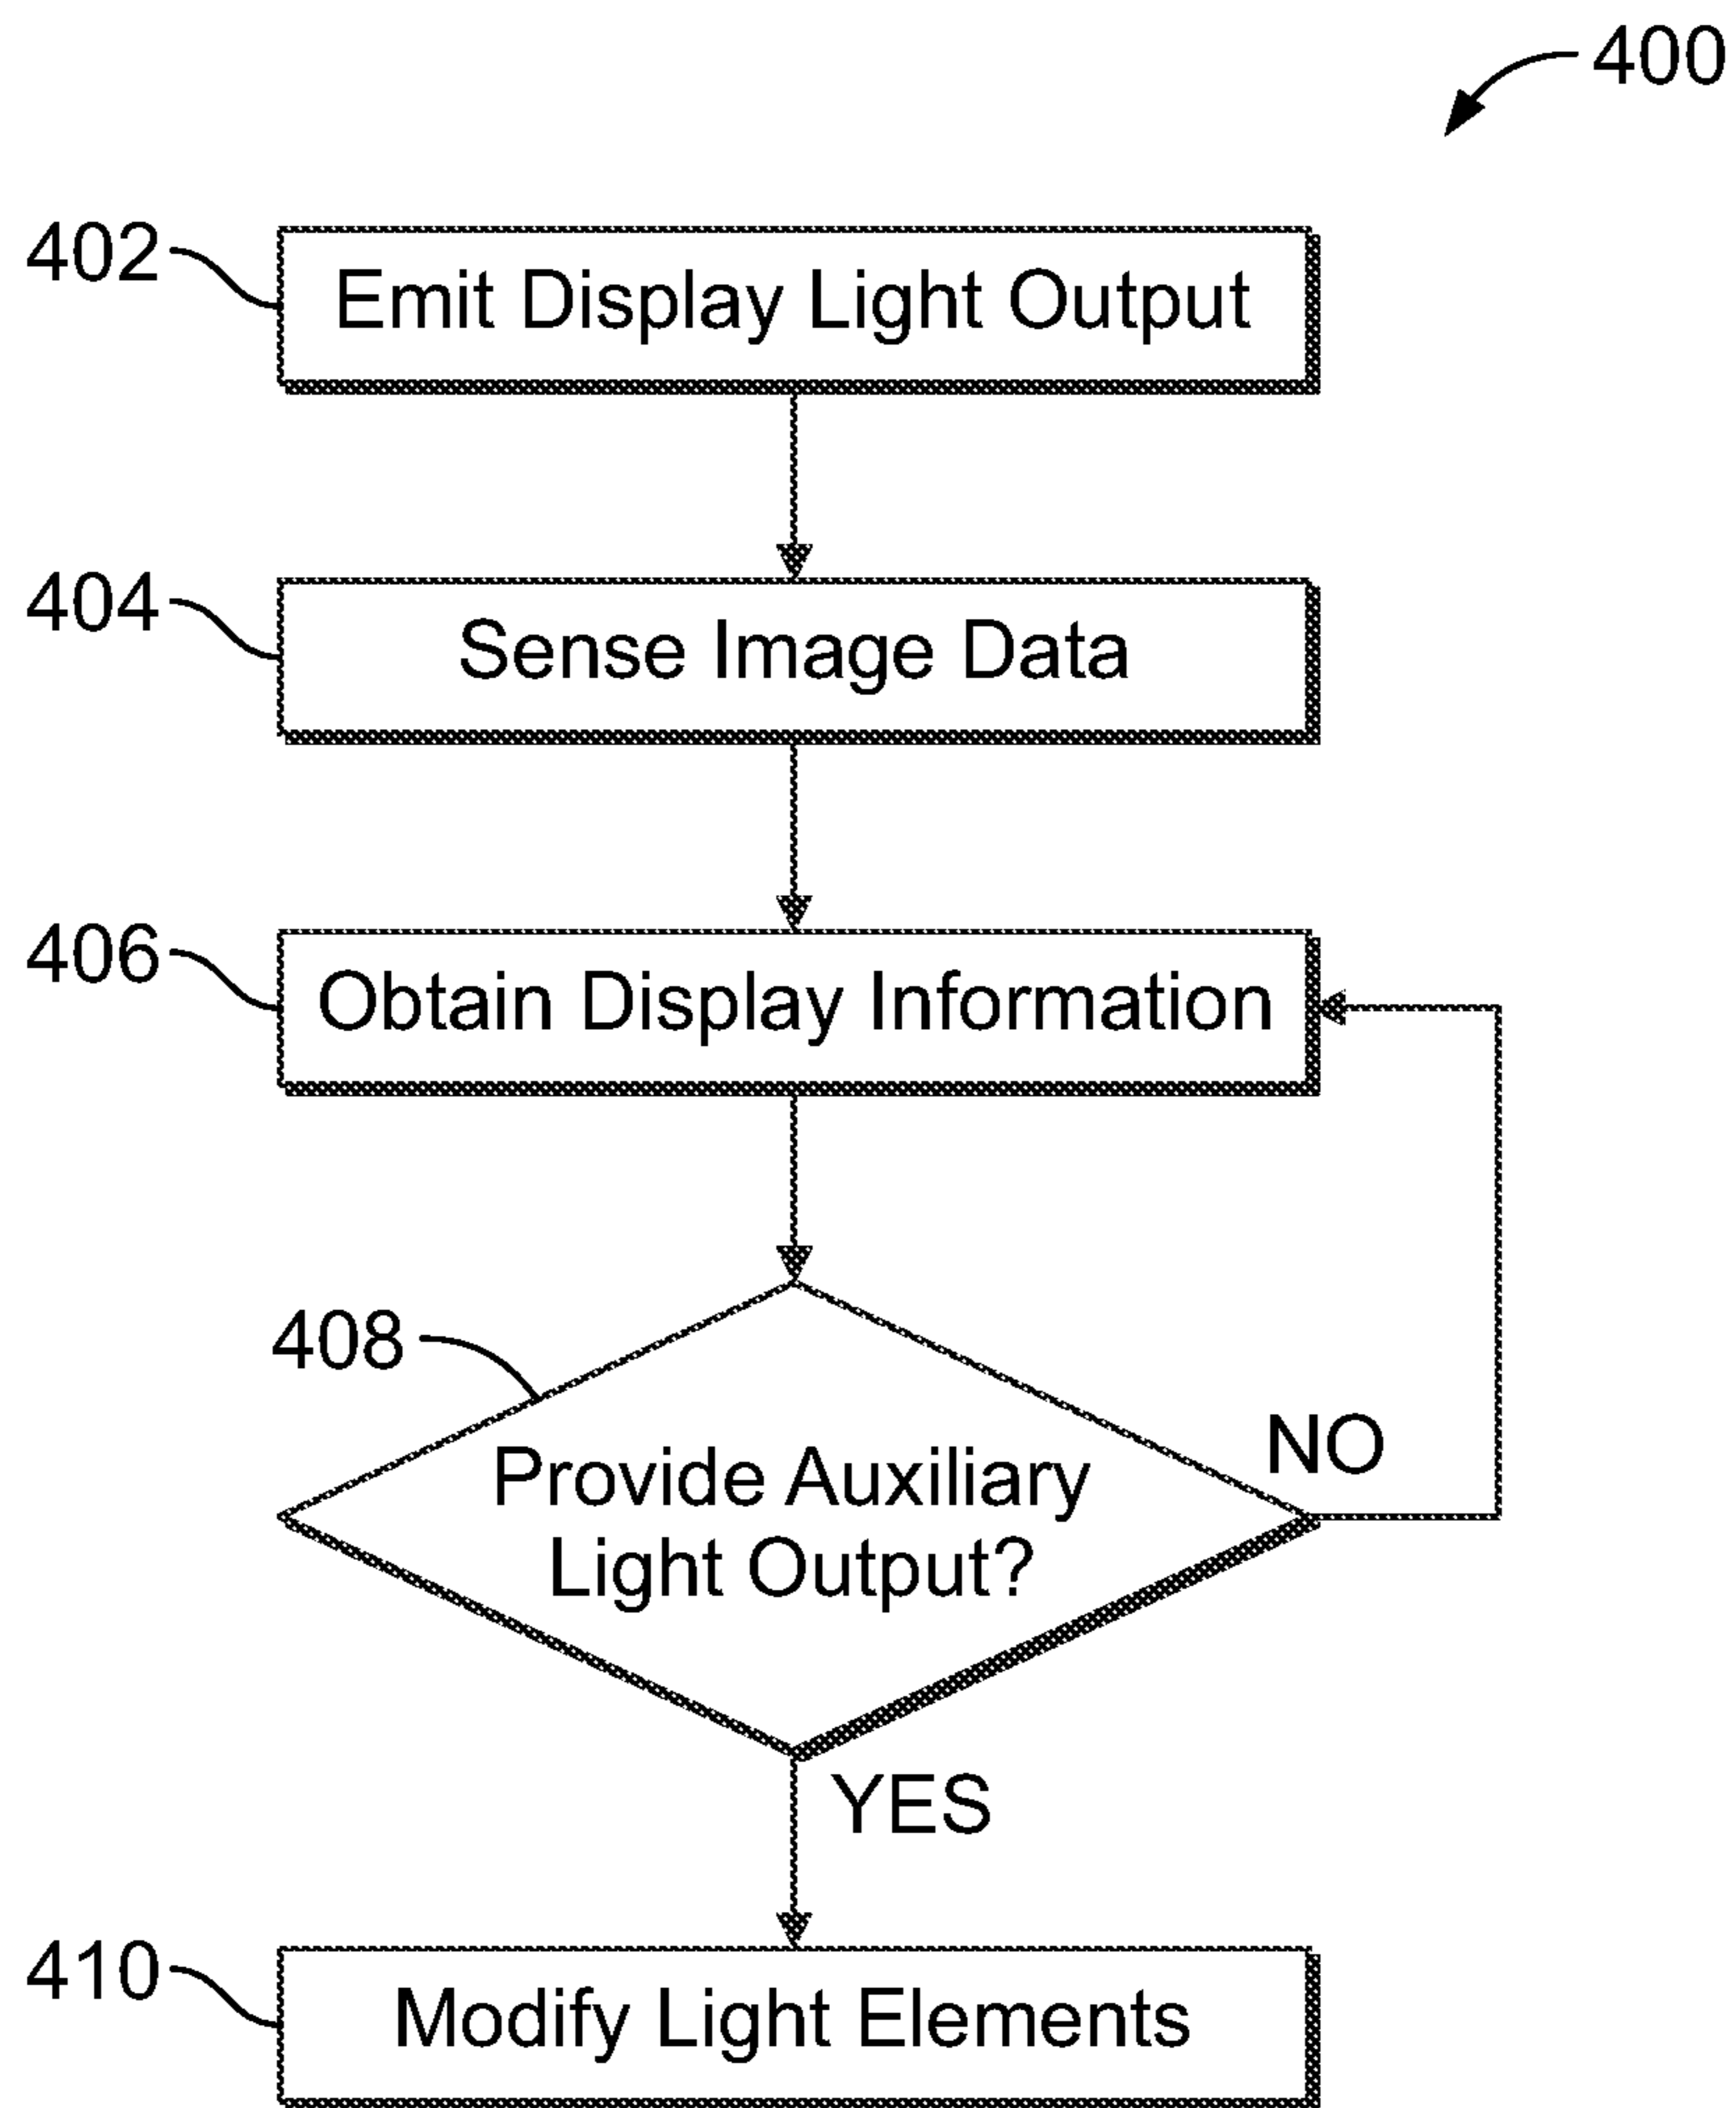 400
402
Emit Display Light Output
404
Sense Image Data
406
Obtain Display Information
408
Provide Auxiliary
Light Output?
NO
YES
410
Modify Light Elements